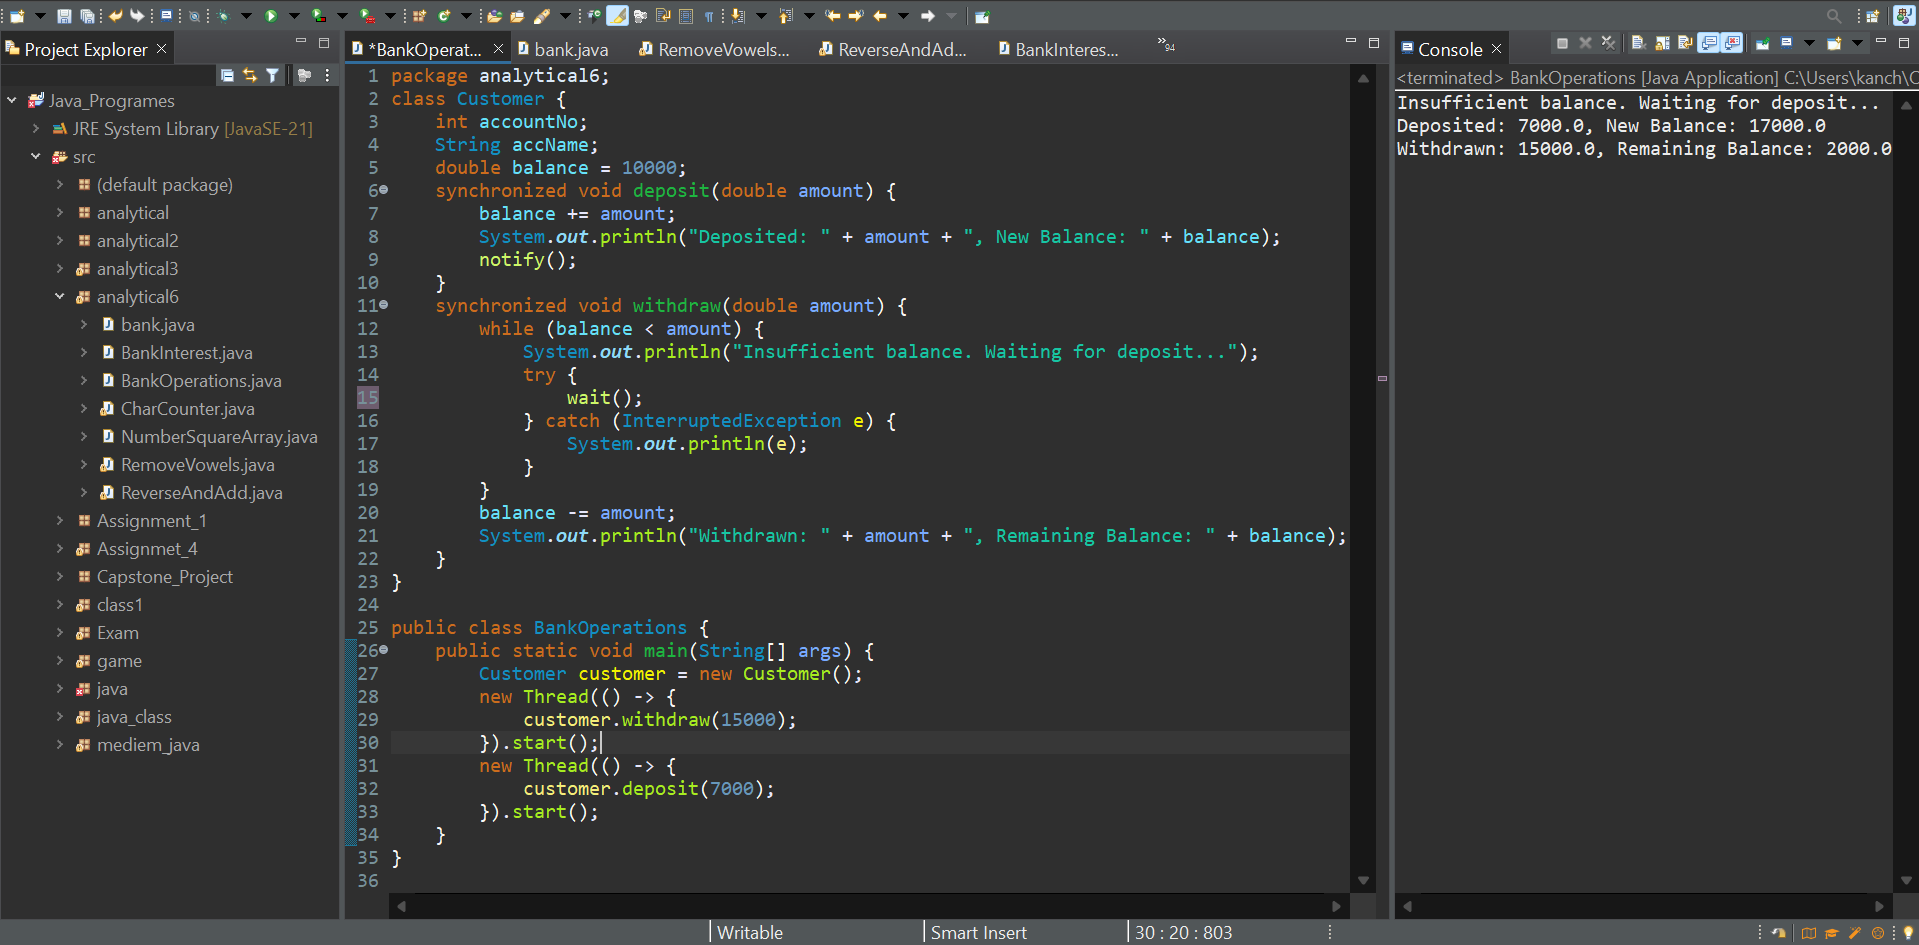 Project Explorer
Java_Programes
JRE System Library [JavaSE-21]
src
(default package)
analytical
analytical2
analytical3
analytical6
bank.java
BankInterest.java
BankOperations.java
CharCounter.java
NumberSquareArray.java
RemoveVowels.java
ReverseAndAdd.java
Assignment_1
Assignmet_4
Capstone_Project
class1
Exam
game
java
java_class
mediem_java
*BankOperat... bank.java RemoveVowels... ReverseAndAd... BankInteres... »94
1 package analytical6;
2 class Customer {
3     int accountNo;
4     String accName;
5     double balance = 10000;
6     synchronized void deposit(double amount) {
7         balance += amount;
8         System.out.println("Deposited: " + amount + ", New Balance: " + balance);
9         notify();
10     }
11     synchronized void withdraw(double amount) {
12         while (balance < amount) {
13             System.out.println("Insufficient balance. Waiting for deposit...");
14             try {
15                 wait();
16             } catch (InterruptedException e) {
17                 System.out.println(e);
18             }
19         }
20         balance -= amount;
21         System.out.println("Withdrawn: " + amount + ", Remaining Balance: " + balance);
22     }
23 }
24
25 public class BankOperations {
26     public static void main(String[] args) {
27         Customer customer = new Customer();
28         new Thread(() -> {
29             customer.withdraw(15000);
30         }).start();
31         new Thread(() -> {
32             customer.deposit(7000);
33         }).start();
34     }
35 }
36
Console
<terminated> BankOperations [Java Application] C:\Users\kanch\
Insufficient balance. Waiting for deposit...
Deposited: 7000.0, New Balance: 17000.0
Withdrawn: 15000.0, Remaining Balance: 2000.0
Writable Smart Insert 30 : 20 : 803